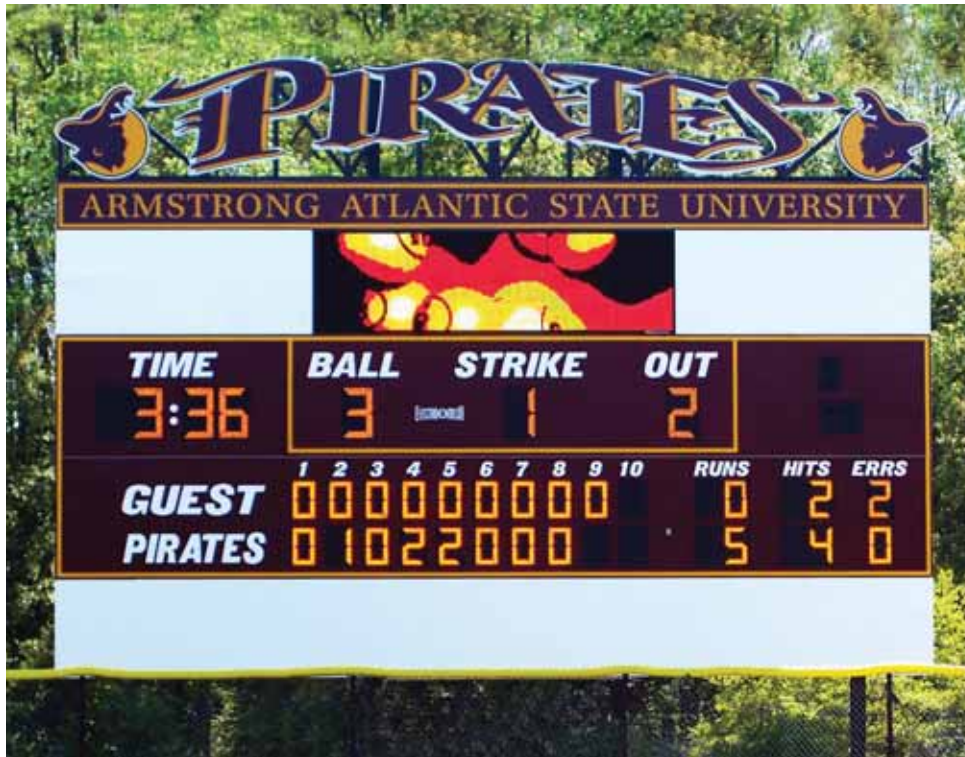 PIRATES
ARMSTRONG ATLANTIC STATE UNIVERSITY
TIME BALL STRIKE OUT
3:36 3 1 2
1 2 3 4 5 6 7 8 9 10 RUNS HITS ERRS
GUEST 0 0 0 0 0 0 0 0 0 0 2 2
PIRATES 0 1 0 2 2 0 0 0 5 4 0